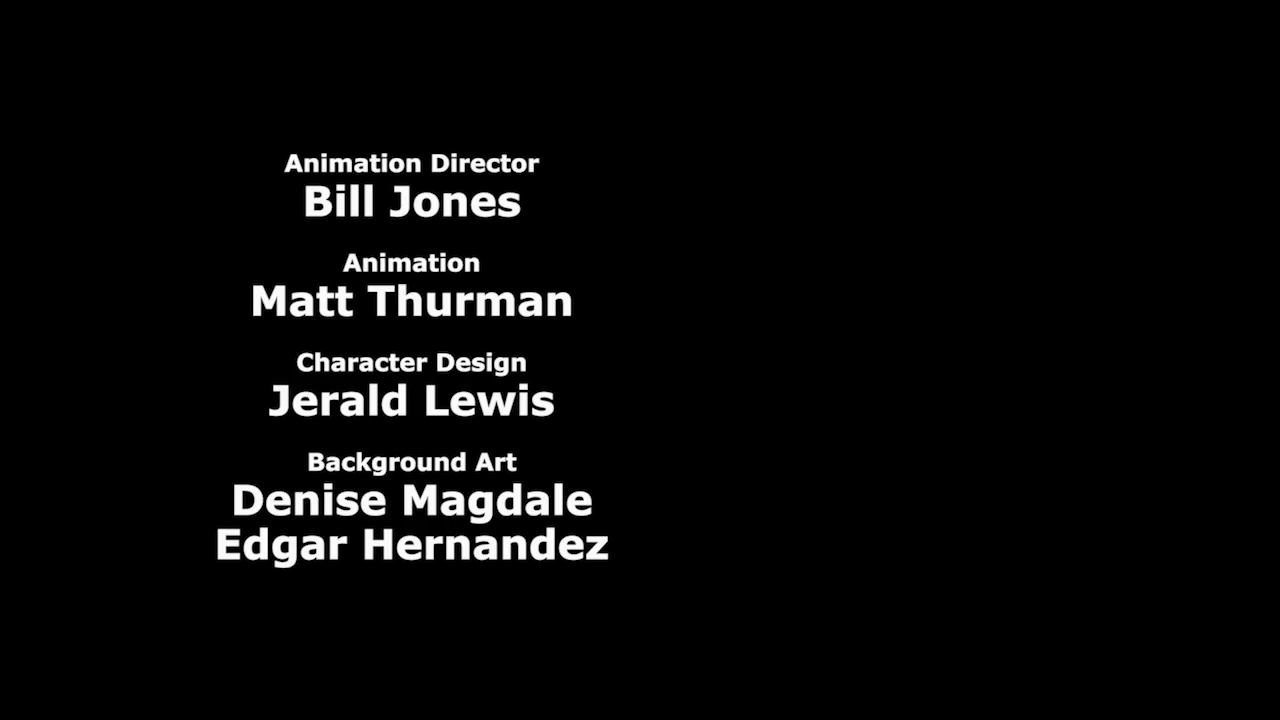 Animation Director
Bill Jones
Animation
Matt Thurman
Character Design
Jerald Lewis
Background Art
Denise Magdale
Edgar Hernandez